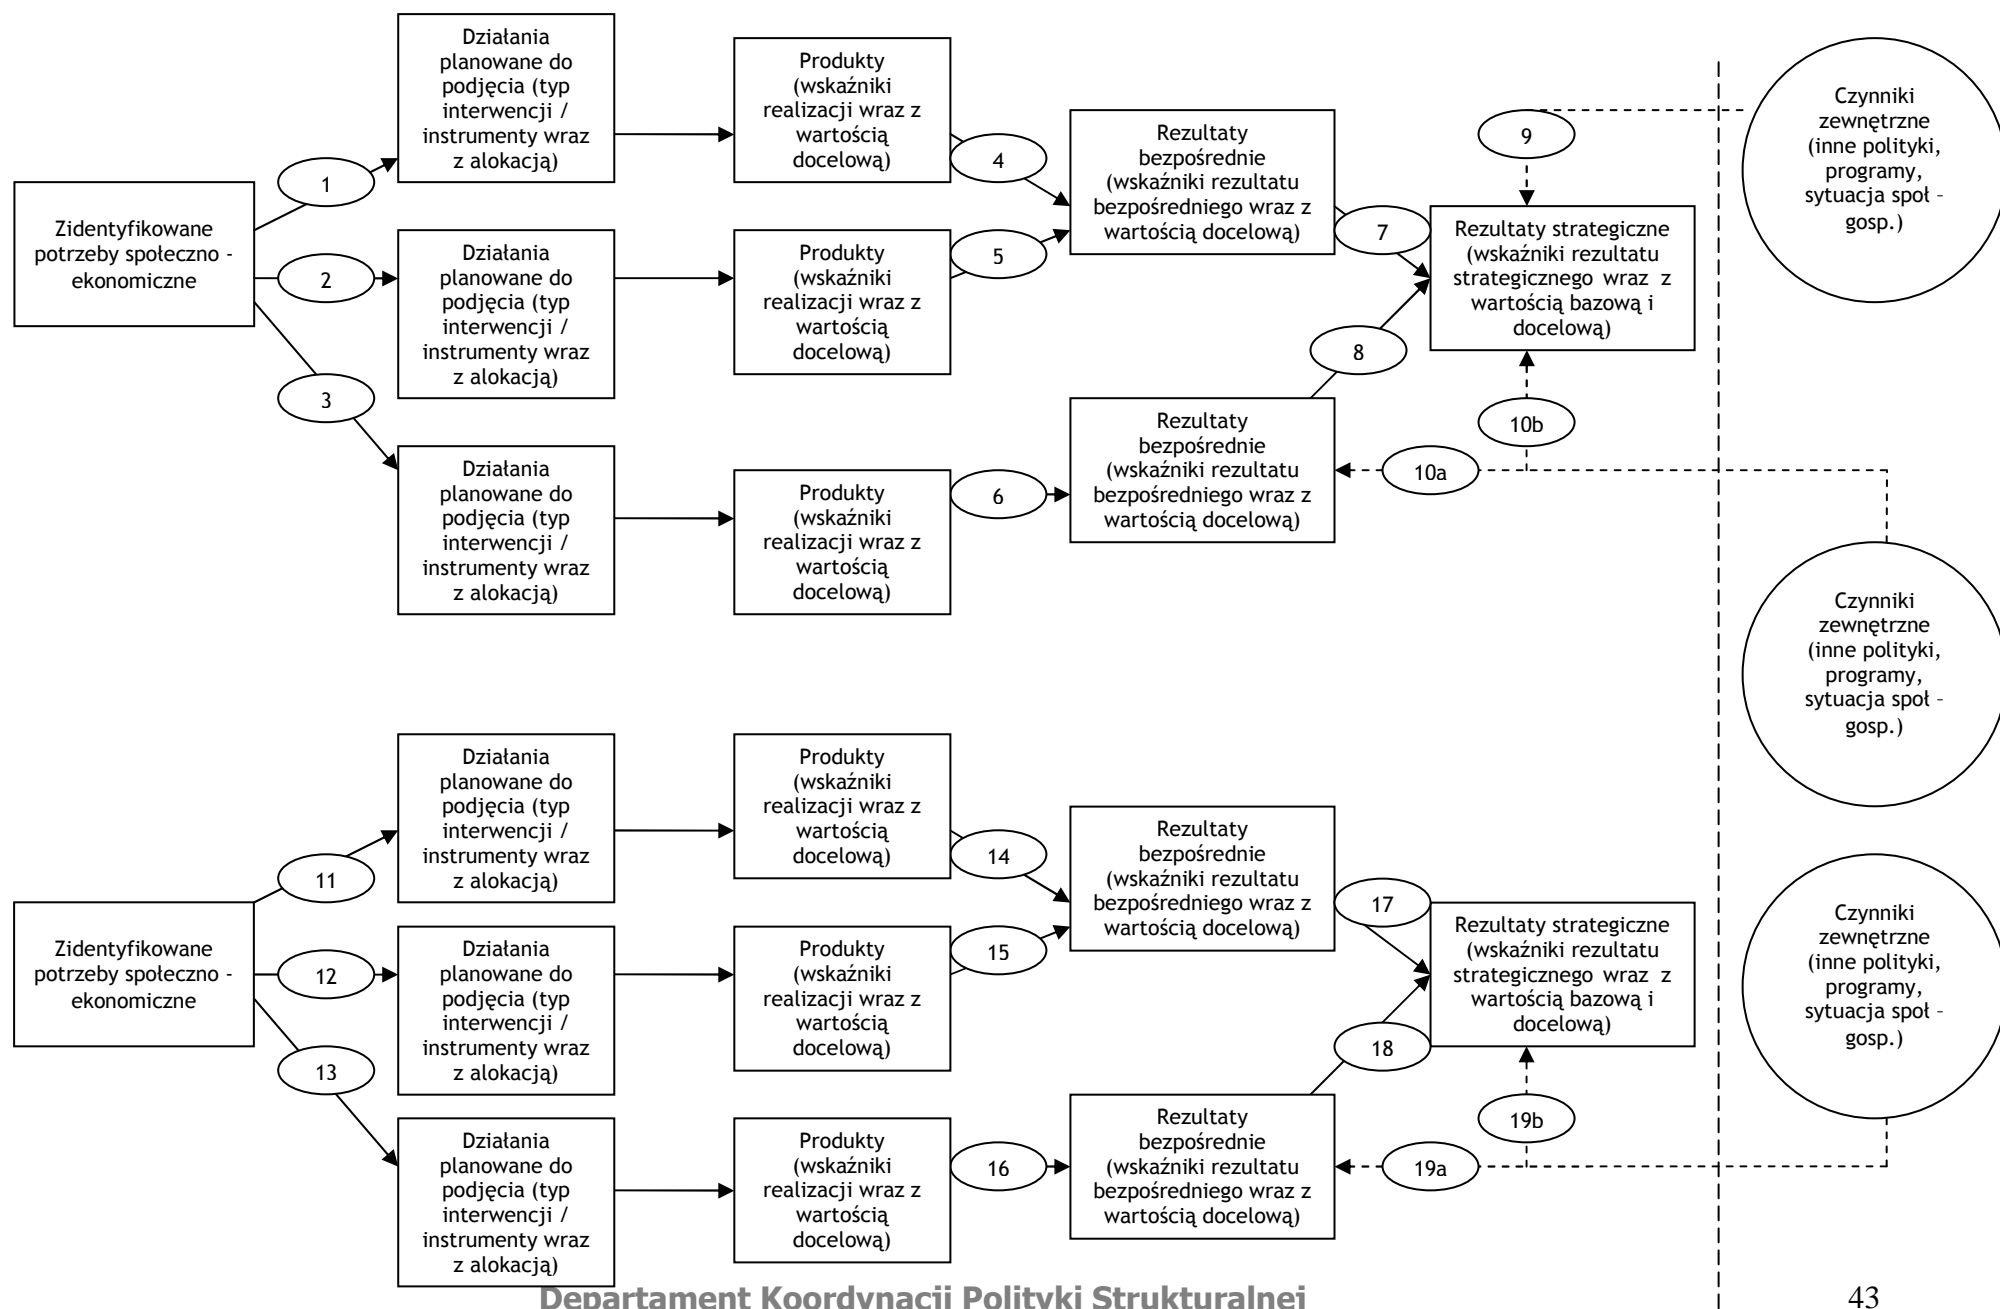 Działania
planowane do
podjęcia (typ
interwencji /
instrumenty wraz
z alokacją)
Produkty
(wskaźniki
realizacji wraz z
wartością
docelową)
Rezultaty
bezpośrednie
(wskaźniki rezultatu
bezpośredniego wraz z
wartością docelową)
Czynniki
zewnętrzne
(inne polityki,
programy,
sytuacja społ –
gosp.)
1
4
9
Zidentyfikowane
potrzeby społeczno -
ekonomiczne
2
Działania
planowane do
podjęcia (typ
interwencji /
instrumenty wraz
z alokacją)
Produkty
(wskaźniki
realizacji wraz z
wartością
docelową)
5
7
Rezultaty strategiczne
(wskaźniki rezultatu
strategicznego wraz z
wartością bazową i
docelową)
8
3
Działania
planowane do
podjęcia (typ
interwencji /
instrumenty wraz
z alokacją)
Produkty
(wskaźniki
realizacji wraz z
wartością
docelową)
6
Rezultaty
bezpośrednie
(wskaźniki rezultatu
bezpośredniego wraz z
wartością docelową)
10b
10a
Czynniki
zewnętrzne
(inne polityki,
programy,
sytuacja społ –
gosp.)
Działania
planowane do
podjęcia (typ
interwencji /
instrumenty wraz
z alokacją)
Produkty
(wskaźniki
realizacji wraz z
wartością
docelową)
Rezultaty
bezpośrednie
(wskaźniki rezultatu
bezpośredniego wraz z
wartością docelową)
11
14
17
Czynniki
zewnętrzne
(inne polityki,
programy,
sytuacja społ –
gosp.)
Zidentyfikowane
potrzeby społeczno -
ekonomiczne
12
Działania
planowane do
podjęcia (typ
interwencji /
instrumenty wraz
z alokacją)
Produkty
(wskaźniki
realizacji wraz z
wartością
docelową)
15
Rezultaty strategiczne
(wskaźniki rezultatu
strategicznego wraz z
wartością bazową i
docelową)
18
13
Działania
planowane do
podjęcia (typ
interwencji /
instrumenty wraz
z alokacją)
Produkty
(wskaźniki
realizacji wraz z
wartością
docelową)
16
Rezultaty
bezpośrednie
(wskaźniki rezultatu
bezpośredniego wraz z
wartością docelową)
19b
19a
Departament Koordynacji Polityki Strukturalnej
43